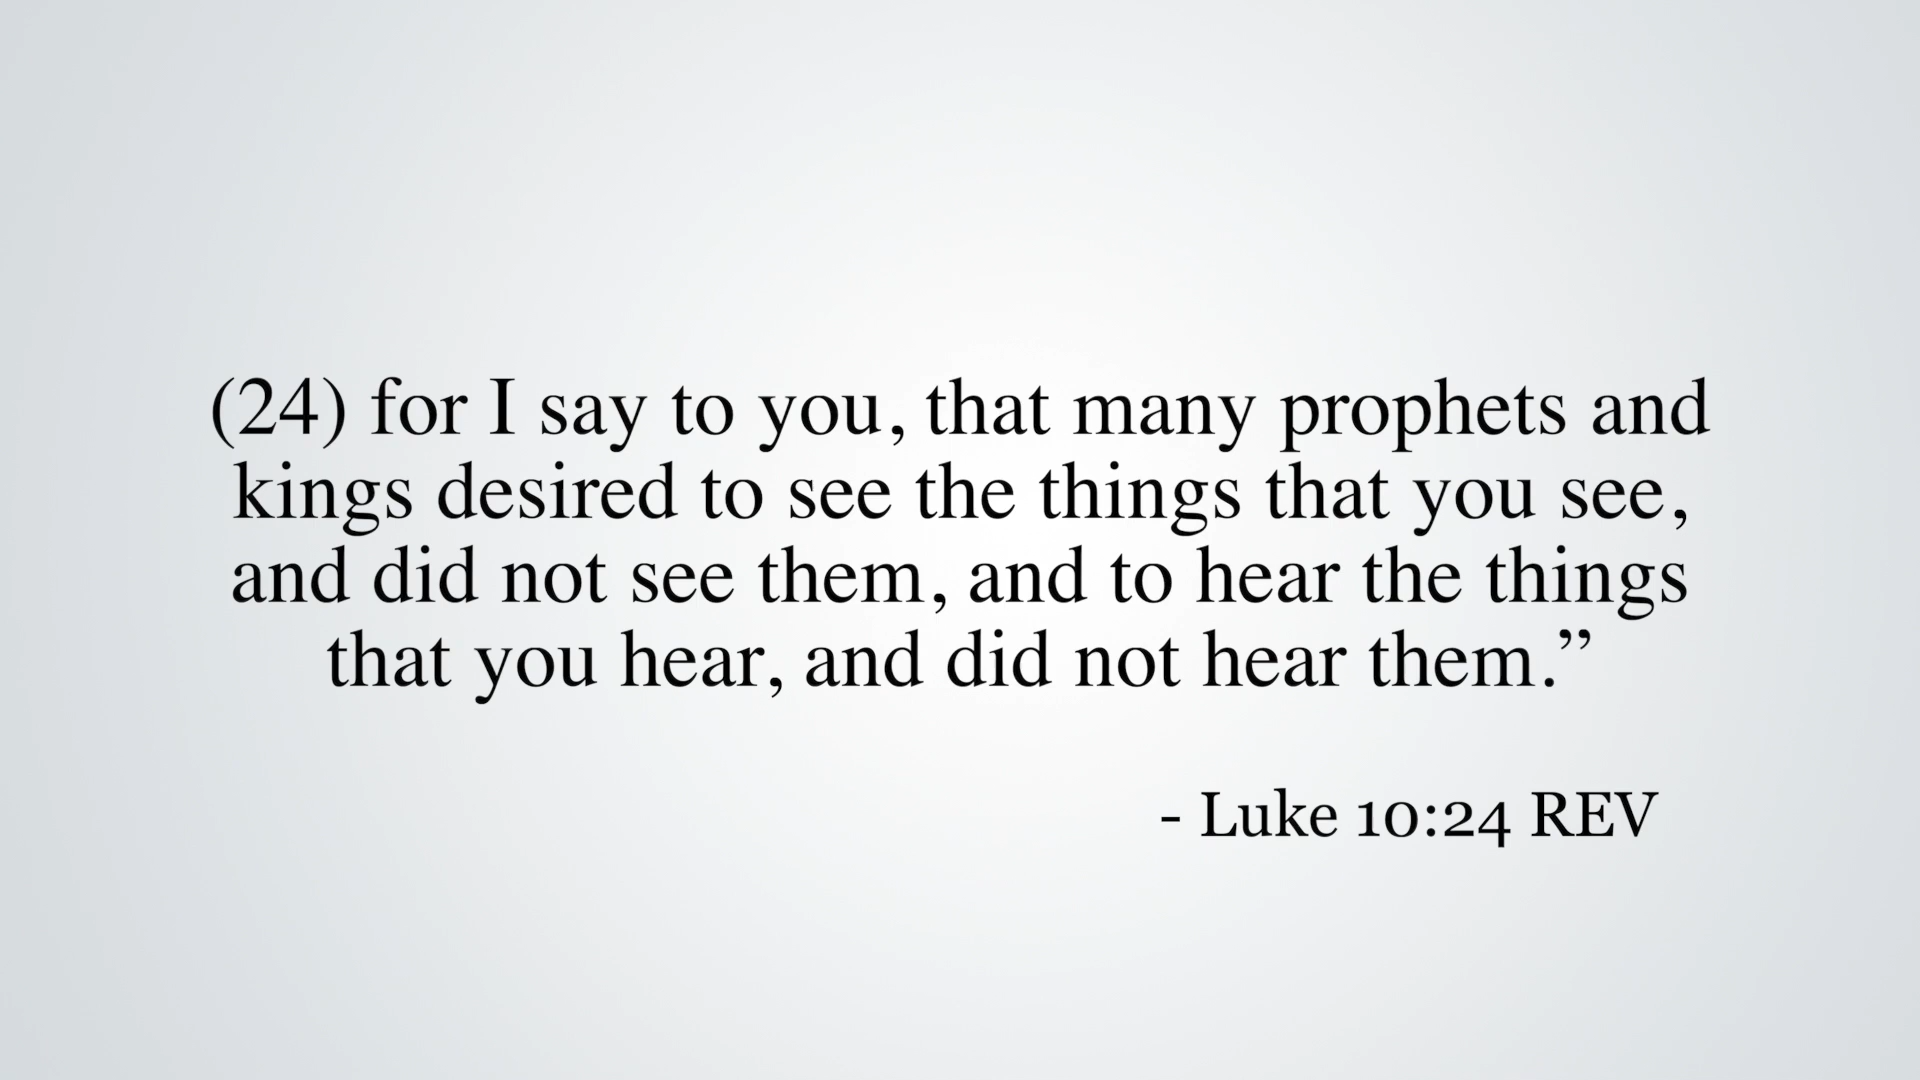 (24) for I say to you, that many prophets and
kings desired to see the things that you see,
and did not see them, and to hear the things
that you hear, and did not hear them.”
- Luke 10:24 REV